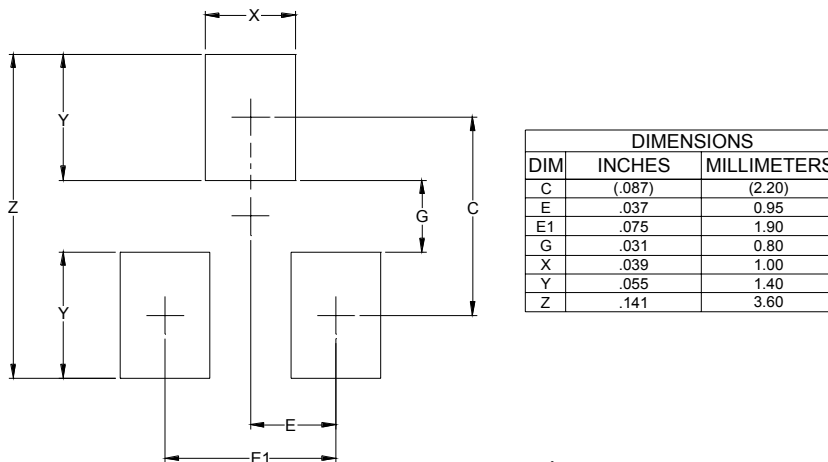 X
Y
Z
G
C
Y
E
E1
DIMENSIONS
DIM INCHES MILLIMETERS
C (.087) (2.20)
E .037 0.95
E1 .075 1.90
G .031 0.80
X .039 1.00
Y .055 1.40
Z .141 3.60